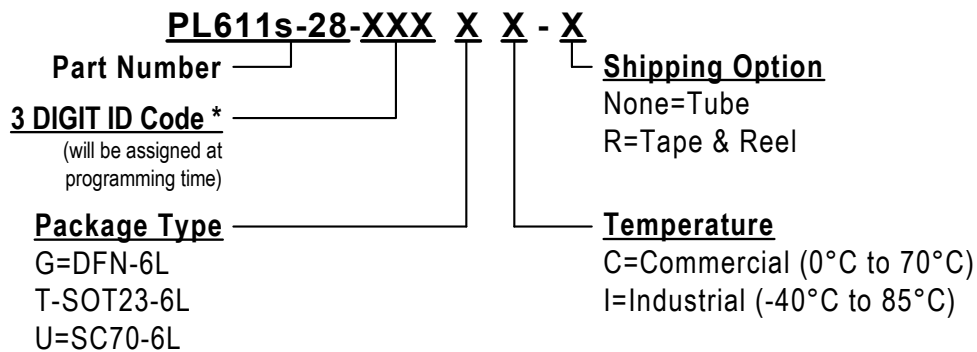 PL611s-28-XXX X X - X
Part Number
3 DIGIT ID Code *
(will be assigned at
programming time)
Package Type
G=DFN-6L
T-SOT23-6L
U=SC70-6L
Shipping Option
None=Tube
R=Tape & Reel
Temperature
C=Commercial (0°C to 70°C)
I=Industrial (-40°C to 85°C)